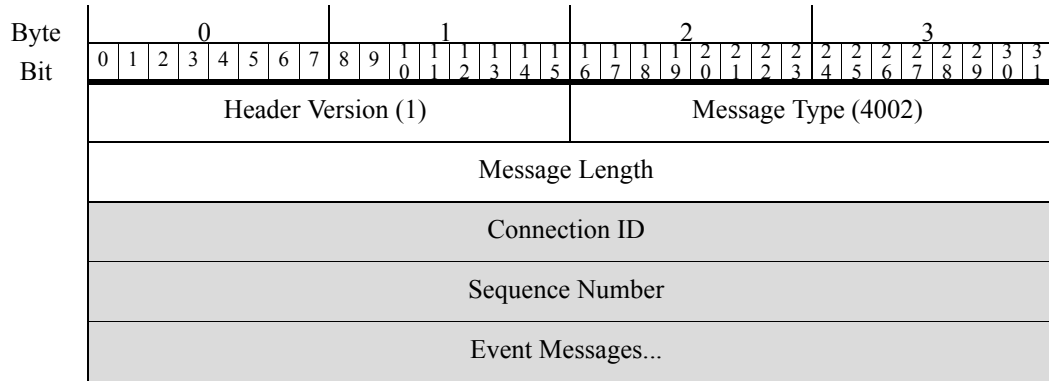 Byte 0 1 2 3
Bit 0 1 2 3 4 5 6 7 8 9 10 11 12 13 14 15 16 17 18 19 20 21 22 23 24 25 26 27 28 29 30 31
Header Version (1) Message Type (4002)
Message Length
Connection ID
Sequence Number
Event Messages...